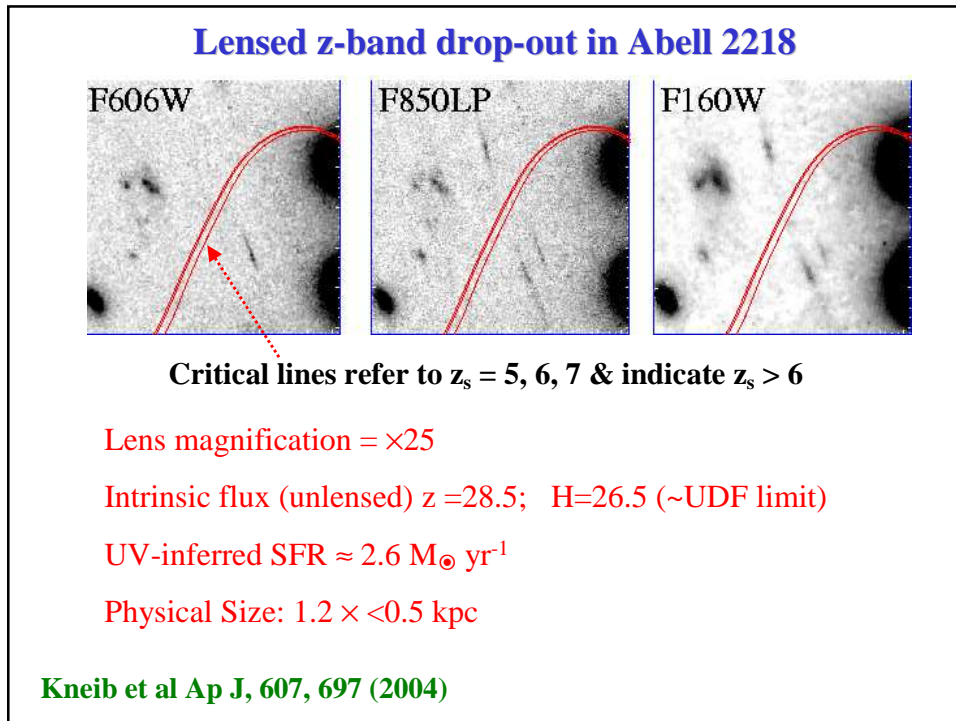 Lensed z-band drop-out in Abell 2218
F606W F850LP F160W
Critical lines refer to zₛ = 5, 6, 7 & indicate zₛ > 6
Lens magnification = ×25
Intrinsic flux (unlensed) z =28.5; H=26.5 (~UDF limit)
UV-inferred SFR ≈ 2.6 M☉ yr⁻¹
Physical Size: 1.2 × <0.5 kpc
Kneib et al Ap J, 607, 697 (2004)